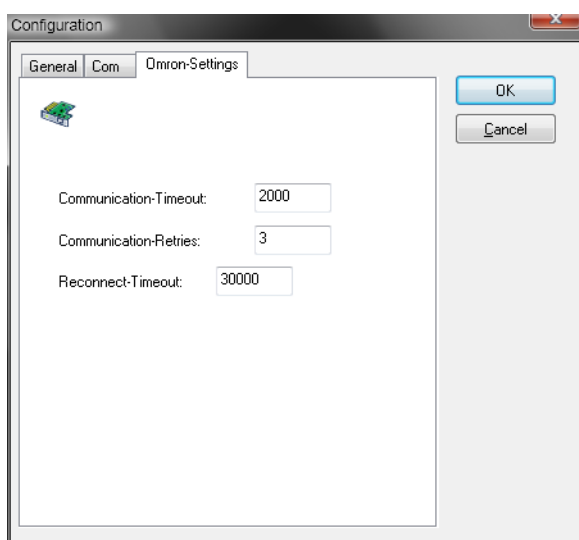 Configuration
General Com Omron-Settings
OK
Cancel
Communication-Timeout: 2000
Communication-Retries: 3
Reconnect-Timeout: 30000